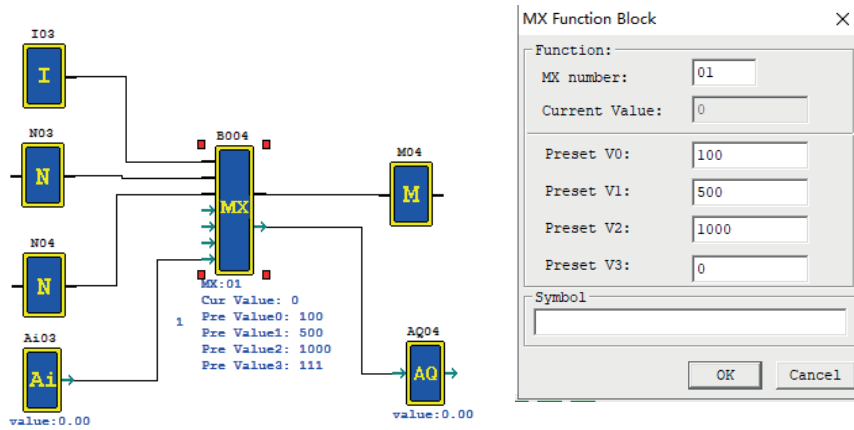 I03
I
N03
N
N04
N
Ai03
Ai
value:0.00
B004
MX
MX:01
Cur Value: 0
Pre Value0: 100
Pre Value1: 500
Pre Value2: 1000
Pre Value3: 111
1
M04
M
AQ04
AQ
value:0.00
MX Function Block
Function:
MX number: 01
Current Value: 0
Preset V0: 100
Preset V1: 500
Preset V2: 1000
Preset V3: 0
Symbol
OK Cancel